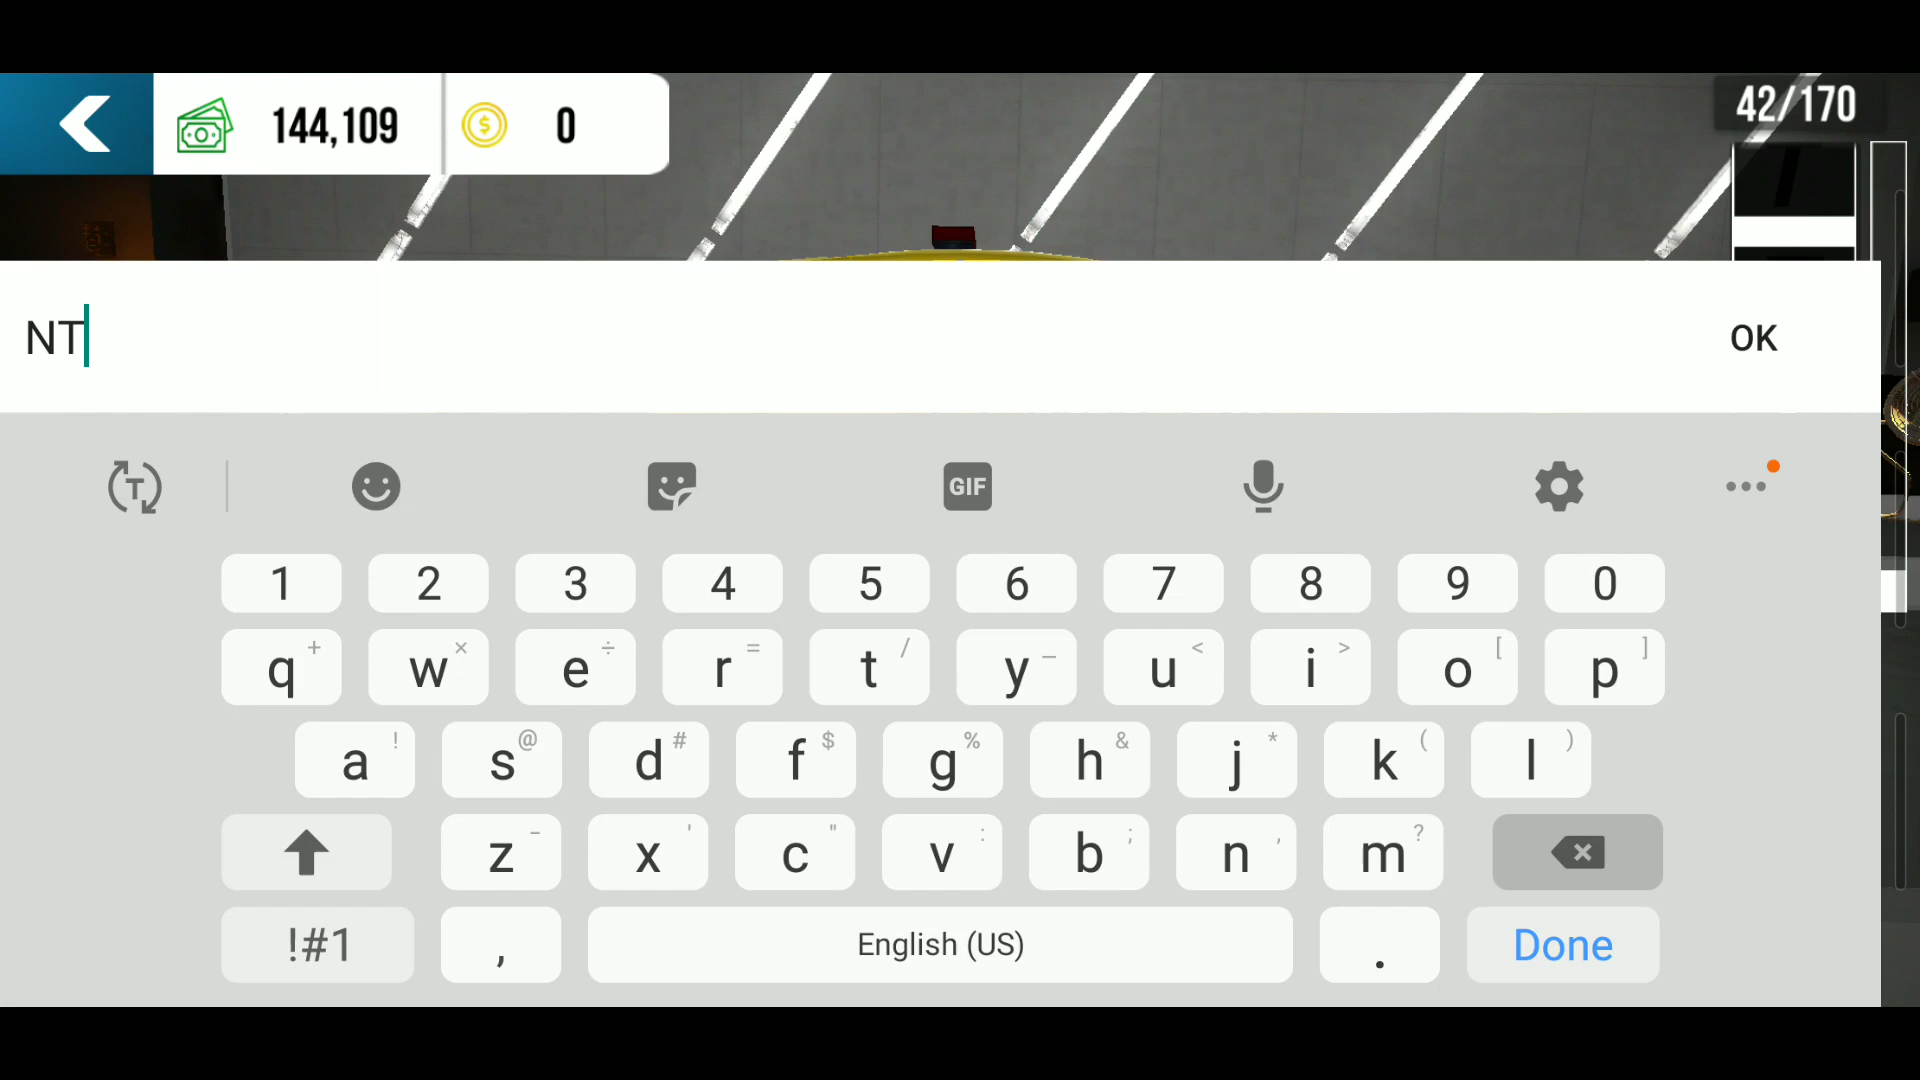 144,109
0
42/170
NT
OK
T
GIF
1 2 3 4 5 6 7 8 9 0
q + w × e ÷ r = t / y _ u < i > o [ p ]
a ! s @ d # f $ g % h & j * k ( l )
z - x ' c " v : b ; n , m ?
!#1 , English (US) . Done